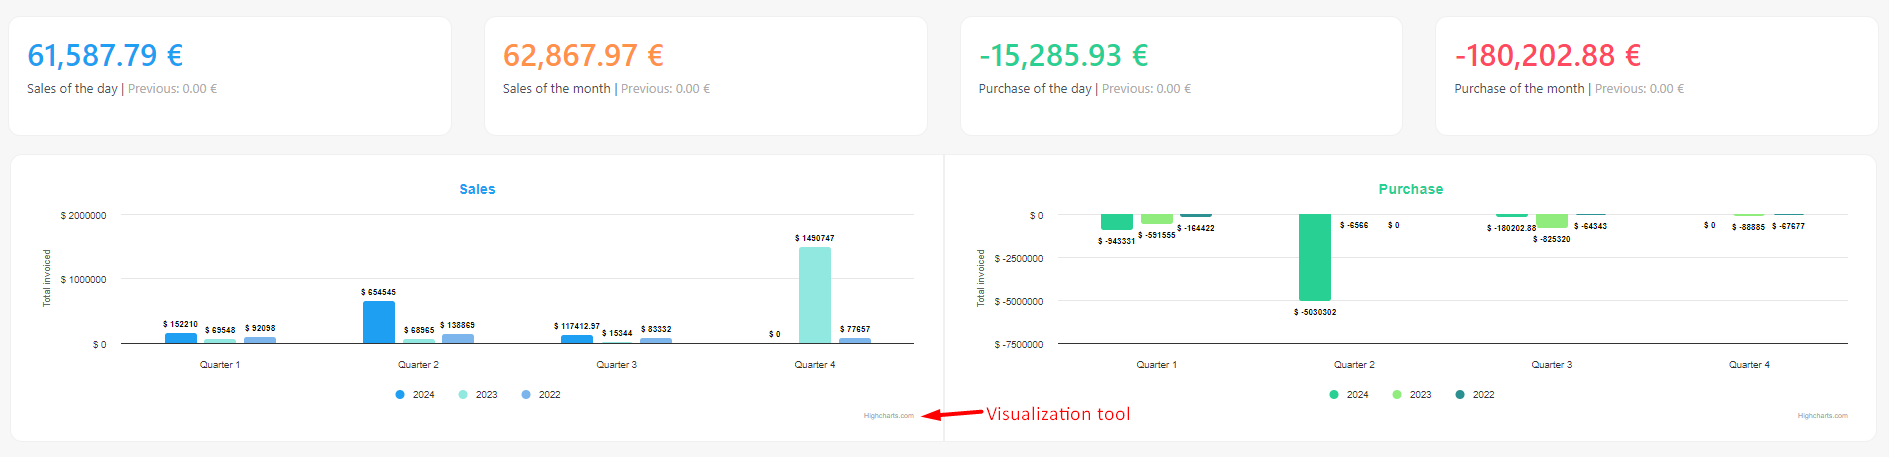 61,587.79 €
Sales of the day | Previous: 0.00 €
62,867.97 €
Sales of the month | Previous: 0.00 €
-15,285.93 €
Purchase of the day | Previous: 0.00 €
-180,202.88 €
Purchase of the month | Previous: 0.00 €
Sales
Total invoiced
$ 2000000
$ 1000000
$ 0
$ 152210
$ 69548
$ 92098
$ 654545
$ 68965
$ 138869
$ 117412.97
$ 15344
$ 83332
$ 0
$ 1490747
$ 77657
Quarter 1
Quarter 2
Quarter 3
Quarter 4
2024
2023
2022
Highcharts.com
Visualization tool
Purchase
Total invoiced
$ 0
$ -2500000
$ -5000000
$ -7500000
$ -943331
$ -591555
$ -164422
$ -5030302
$ -6566
$ 0
$ -180202.88
$ -825320
$ -64343
$ 0
$ -88885
$ -67677
Quarter 1
Quarter 2
Quarter 3
Quarter 4
2024
2023
2022
Highcharts.com